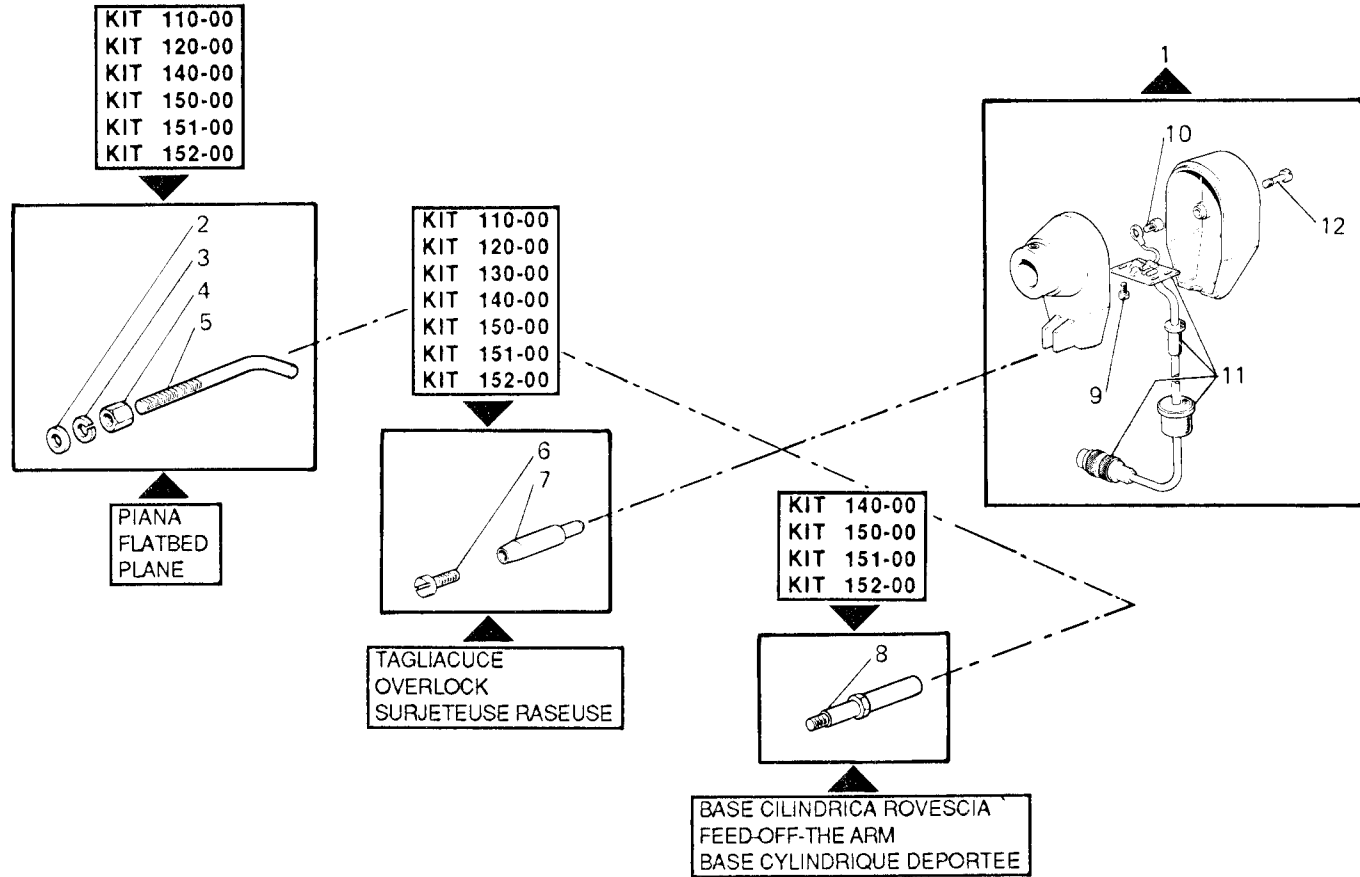 KIT 110-00
KIT 120-00
KIT 140-00
KIT 150-00
KIT 151-00
KIT 152-00
2
3
4
5
PIANA
FLATBED
PLANE
KIT 110-00
KIT 120-00
KIT 130-00
KIT 140-00
KIT 150-00
KIT 151-00
KIT 152-00
6
7
TAGLIACUCE
OVERLOCK
SURJETEUSE RASEUSE
KIT 140-00
KIT 150-00
KIT 151-00
KIT 152-00
8
BASE CILINDRICA ROVESCIA
FEED-OFF-THE ARM
BASE CYLINDRIQUE DEPORTEE
1
10
12
9
11